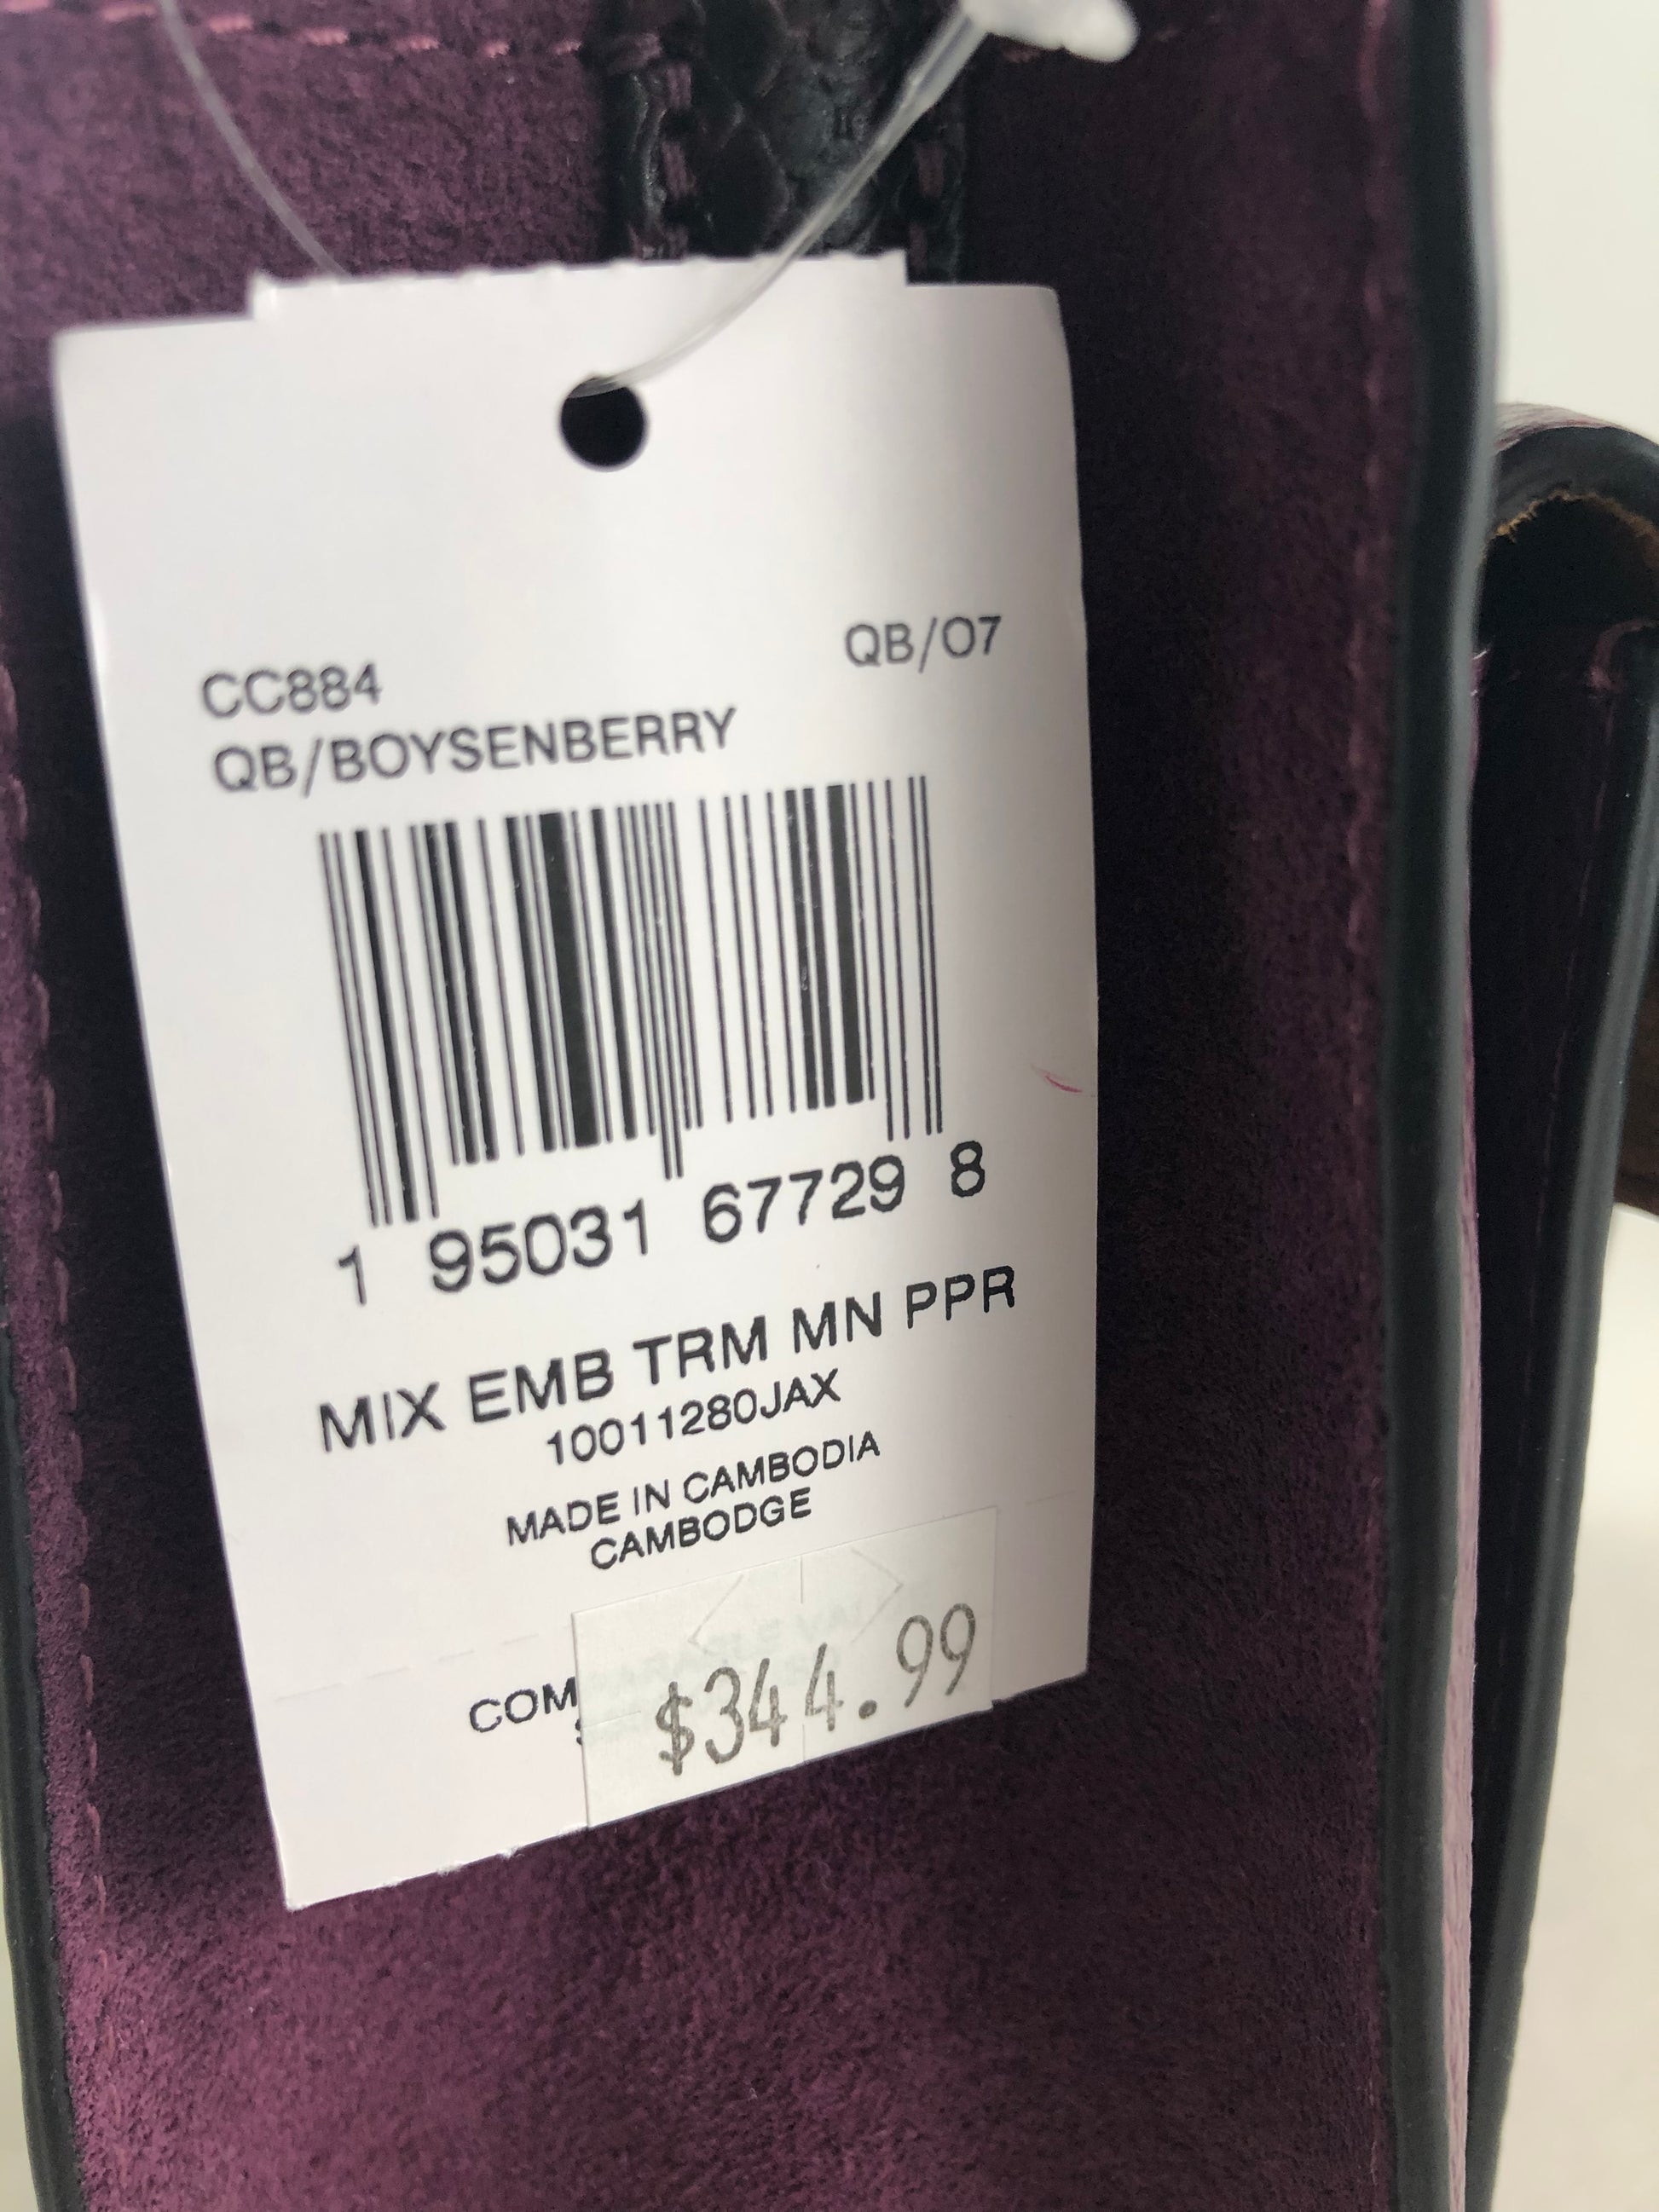 CC884 QB/O7
QB/BOYSENBERRY
1 95031 67729 8
MIX EMB TRM MN PPR
10011280JAX
MADE IN CAMBODIA
CAMBODGE
COM
$344.99